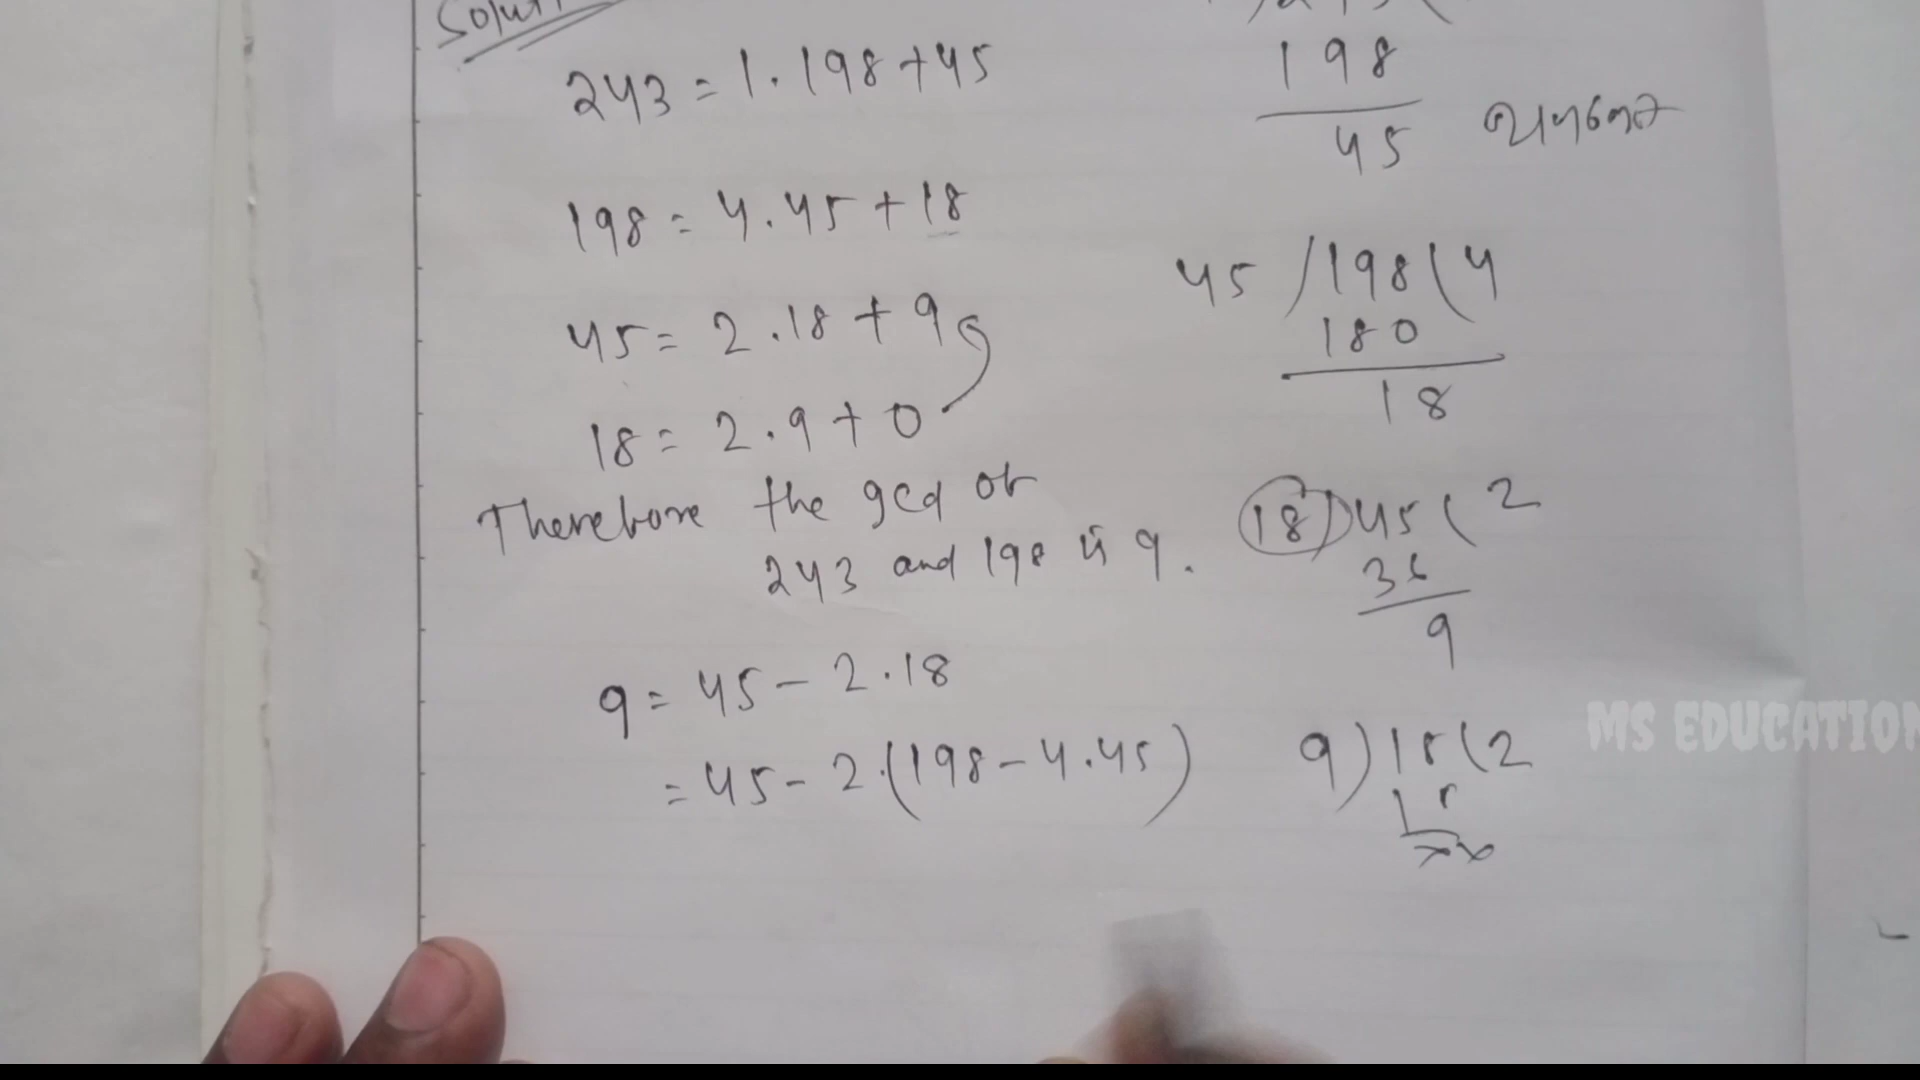 243 = 1.198+45
198 = 4.45+18
45 = 2.18+9
18 = 2.9+0
Therefore the gcd of
243 and 198 is 9.
9 = 45-2.18
= 45-2.(198-4.45)
198
45
45)198(4
180
18
18)45(2
36
9
9)18(2
18
xx
MS EDUCATION